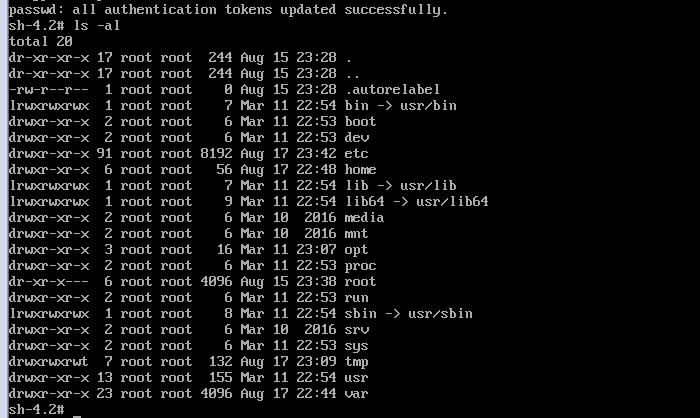 passwd: all authentication tokens updated successfully.
sh-4.2# ls -al
total 20
dr-xr-xr-x 17 root root  244 Aug 15 23:28 .
dr-xr-xr-x 17 root root  244 Aug 15 23:28 ..
-rw-r--r--  1 root root    0 Aug 15 23:28 .autorelabel
lrwxrwxrwx  1 root root    7 Mar 11 22:54 bin -> usr/bin
drwxr-xr-x  2 root root    6 Mar 11 22:53 boot
drwxr-xr-x  2 root root    6 Mar 11 22:53 dev
drwxr-xr-x 91 root root 8192 Aug 17 23:42 etc
drwxr-xr-x  6 root root   56 Aug 17 22:48 home
lrwxrwxrwx  1 root root    7 Mar 11 22:54 lib -> usr/lib
lrwxrwxrwx  1 root root    9 Mar 11 22:54 lib64 -> usr/lib64
drwxr-xr-x  2 root root    6 Mar 10  2016 media
drwxr-xr-x  2 root root    6 Mar 10  2016 mnt
drwxr-xr-x  3 root root   16 Mar 11 23:07 opt
drwxr-xr-x  2 root root    6 Mar 11 22:53 proc
dr-xr-x---  6 root root 4096 Aug 15 23:38 root
drwxr-xr-x  2 root root    6 Mar 11 22:53 run
lrwxrwxrwx  1 root root    8 Mar 11 22:54 sbin -> usr/sbin
drwxr-xr-x  2 root root    6 Mar 10  2016 srv
drwxr-xr-x  2 root root    6 Mar 11 22:53 sys
drwxrwxrwt  7 root root  132 Aug 17 23:09 tmp
drwxr-xr-x 13 root root  155 Mar 11 22:54 usr
drwxr-xr-x 23 root root 4096 Aug 17 22:44 var
sh-4.2# _